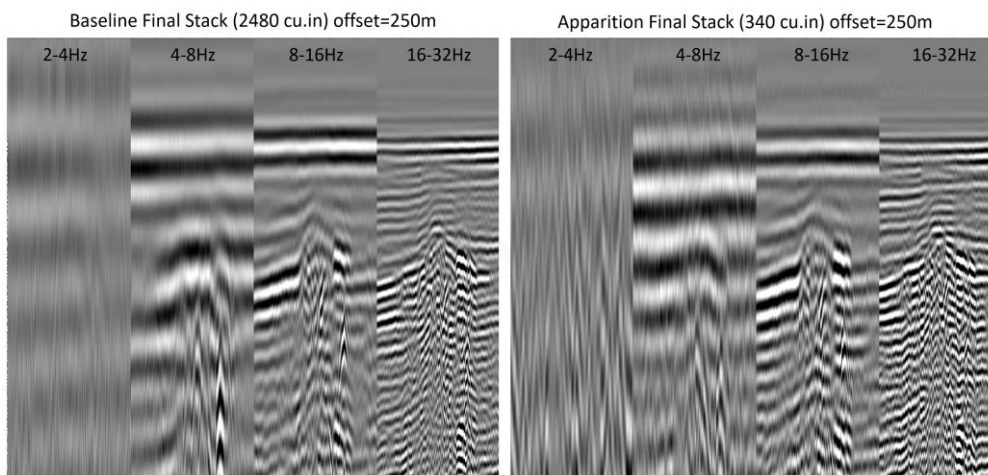 Baseline Final Stack (2480 cu.in) offset=250m
2-4Hz 4-8Hz 8-16Hz 16-32Hz
Apparition Final Stack (340 cu.in) offset=250m
2-4Hz 4-8Hz 8-16Hz 16-32Hz